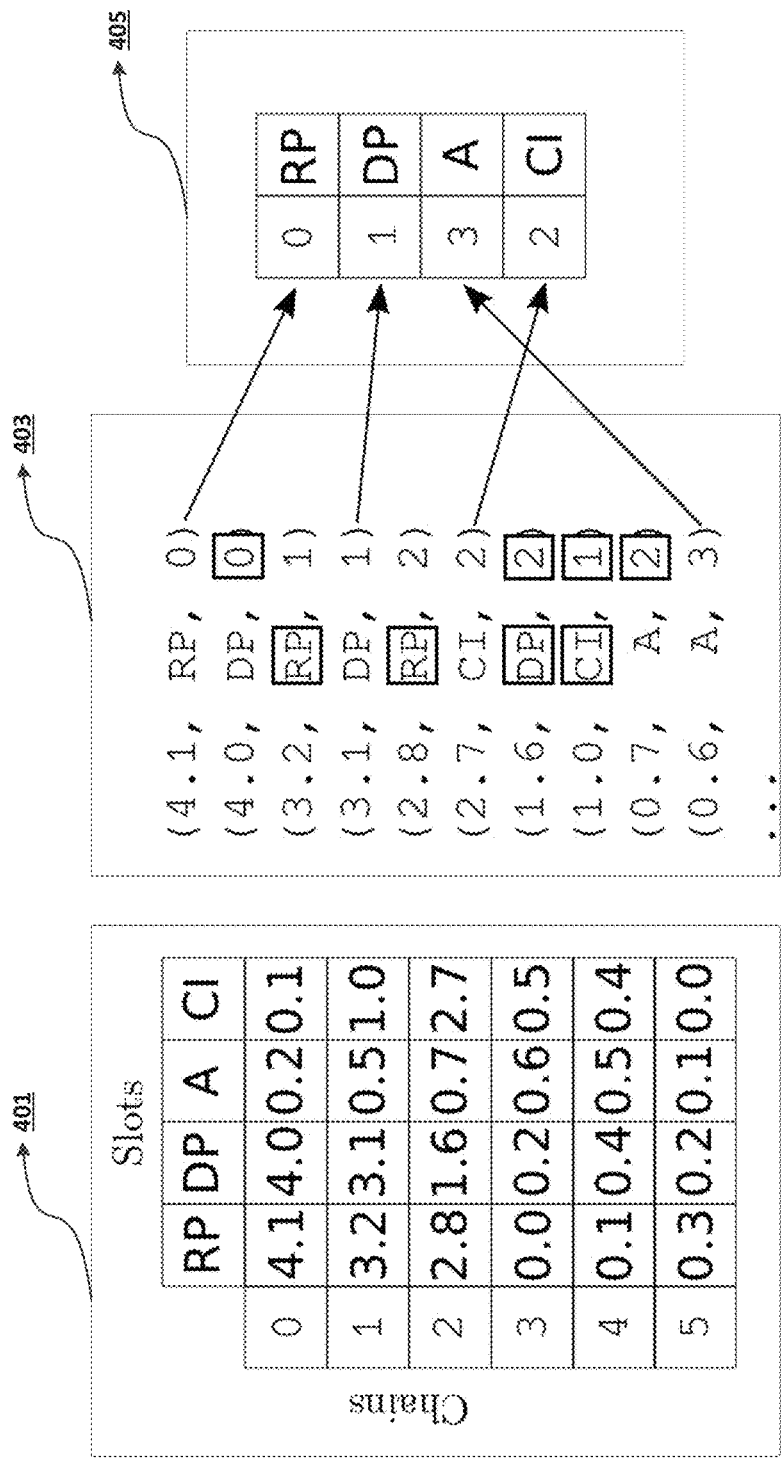 401
Slots
RP DP A CI
Chains
0 4.1 4.0 0.2 0.1
1 3.2 3.1 0.5 1.0
2 2.8 1.6 0.7 2.7
3 0.0 0.2 0.6 0.5
4 0.1 0.4 0.5 0.4
5 0.3 0.2 0.1 0.0
403
(4.1, RP, 0)
(4.0, DP, 0)
(3.2, RP, 1)
(3.1, DP, 1)
(2.8, RP, 2)
(2.7, CI, 2)
(1.6, DP, 2)
(1.0, CI, 1)
(0.7, A, 2)
(0.6, A, 3)
...
405
0 RP
1 DP
3 A
2 CI